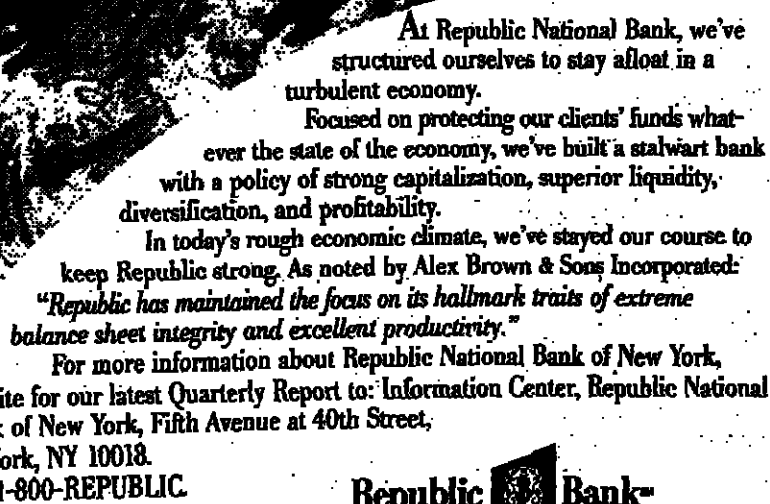 At Republic National Bank, we've
structured ourselves to stay afloat in a
turbulent economy.
Focused on protecting our clients' funds what-
ever the state of the economy, we've built a stalwart bank
with a policy of strong capitalization, superior liquidity,
diversification, and profitability.
In today's rough economic climate, we've stayed our course to
keep Republic strong. As noted by Alex Brown & Sons Incorporated:
"Republic has maintained the focus on its hallmark traits of extreme
balance sheet integrity and excellent productivity."
For more information about Republic National Bank of New York,
ite for our latest Quarterly Report to: Information Center, Republic National
k of New York, Fifth Avenue at 40th Street,
ork, NY 10018.
1-800-REPUBLIC.
Republic Bank